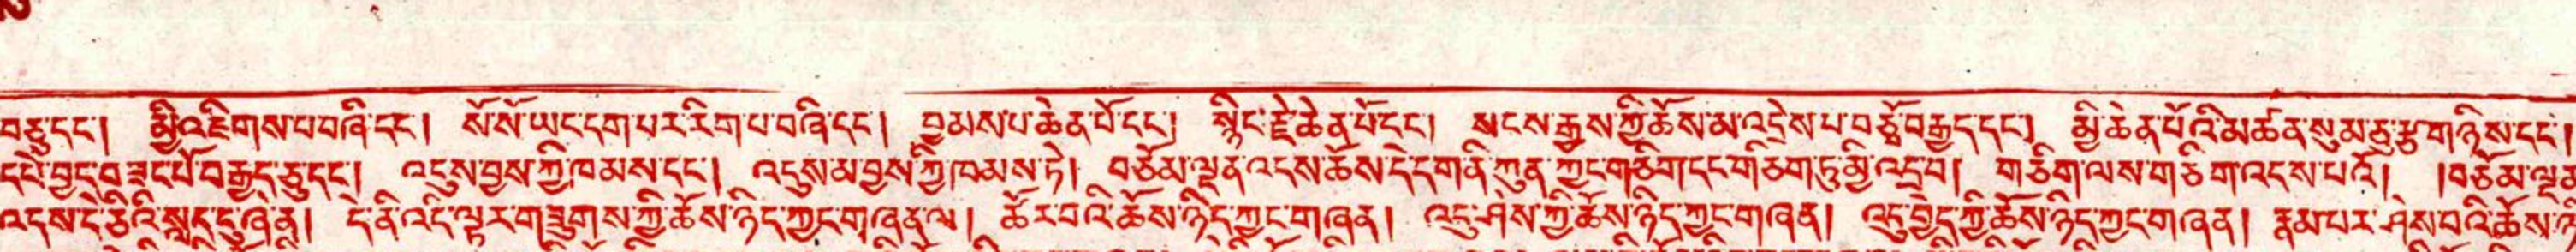 བཅུ་དང་། མྱི་འཇིགས་པ་བཞི་དང་། སོ་སོ་ཡང་དག་པར་རིག་པ་བཞི་དང་། བྱམས་པ་ཆེན་པོ་དང་། སྙིང་རྗེ་ཆེན་པོ་དང་། སངས་རྒྱས་ཀྱི་ཆོས་མ་འདྲེས་པ་བཅྭོ་བརྒྱད་དང་། མྱི་ཆེན་པོའི་མཚན་སུམ་ཅུ་རྩ་གཉིས་དང་།
དཔེ་བྱད་བཟང་པོ་བརྒྱད་ཅུ་དང་། འདུས་བྱས་ཀྱི་ཁམས་དང་། འདུས་མ་བྱས་ཀྱི་ཁམས་ཏེ། བཅོམ་ལྡན་འདས་ཆོས་དེ་དག་ནི་ཀུན་ཀྱང་གཅིག་དང་གཅིག་ཏུ་མྱི་འདྲ་བ། གཅིག་ལས་གཅིག་འདས་པའོ། །བཅོམ་ལྡན
འདས་དེ་ཅིའི་སླད་དུ་ཞེ་ན། དེ་ནི་འདི་ལྟར་གཟུགས་ཀྱི་ཆོས་ཉིད་ཀྱང་གཞན་ལ། ཚོར་བའི་ཆོས་ཉིད་ཀྱང་གཞན། འདུ་ཤེས་ཀྱི་ཆོས་ཉིད་ཀྱང་གཞན། འདུ་བྱེད་ཀྱི་ཆོས་ཉིད་ཀྱང་གཞན། རྣམ་པར་ཤེས་བའི་ཆོས་